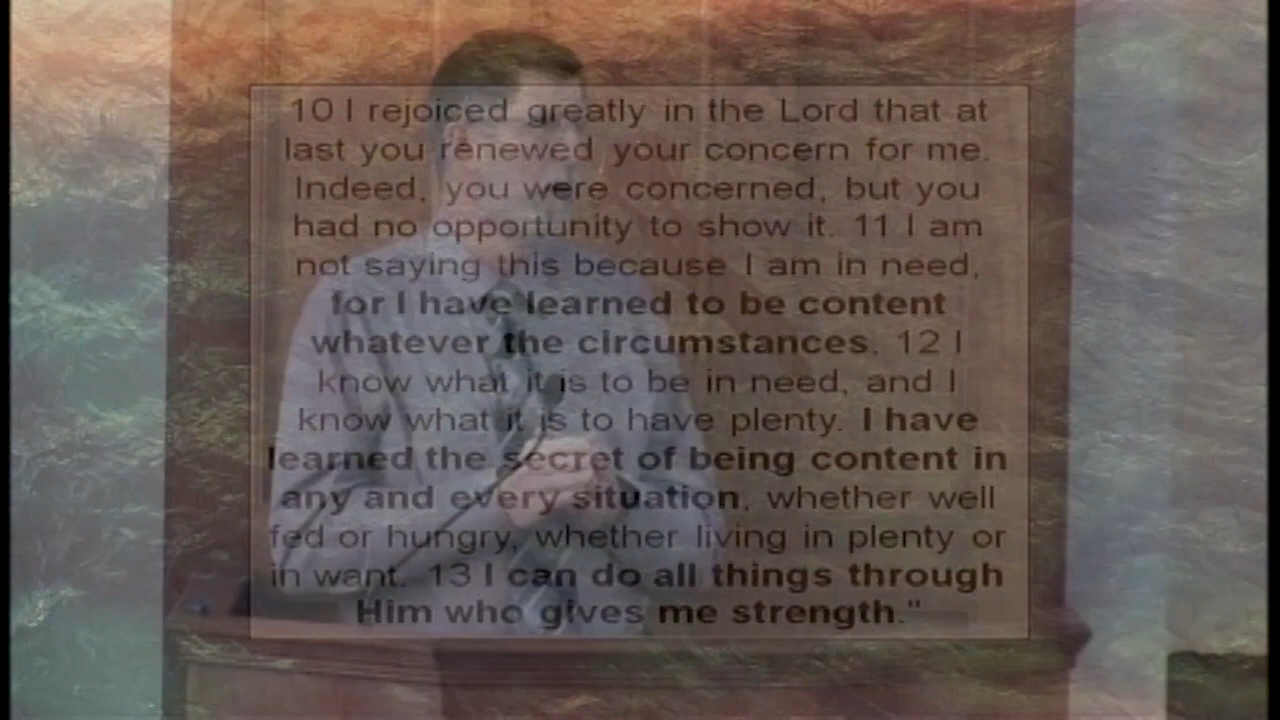 10 I rejoiced greatly in the Lord that at
last you renewed your concern for me.
Indeed, you were concerned, but you
had no opportunity to show it. 11 I am
not saying this because I am in need,
for I have learned to be content
whatever the circumstances. 12 I
know what it is to be in need, and I
know what it is to have plenty. I have
learned the secret of being content in
any and every situation, whether well
fed or hungry, whether living in plenty or
in want. 13 I can do all things through
Him who gives me strength."